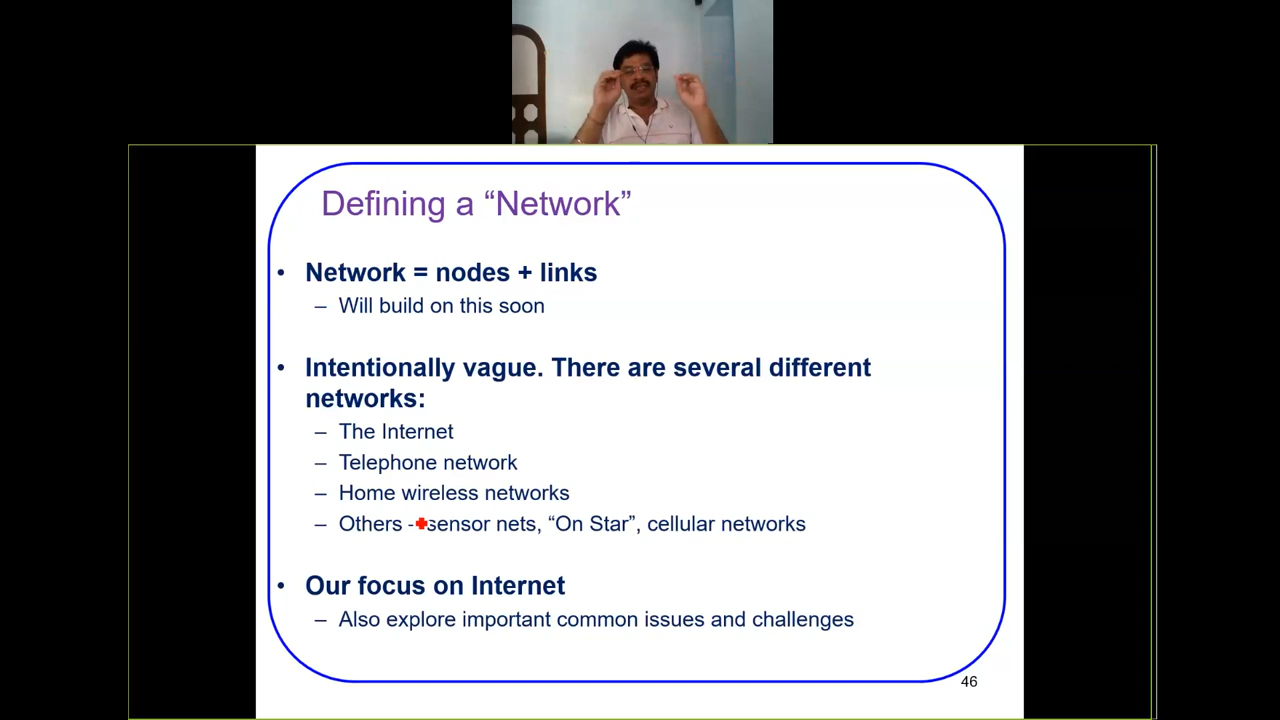 Defining a “Network”
• Network = nodes + links
– Will build on this soon
• Intentionally vague. There are several different
networks:
– The Internet
– Telephone network
– Home wireless networks
– Others - sensor nets, “On Star”, cellular networks
• Our focus on Internet
– Also explore important common issues and challenges
46